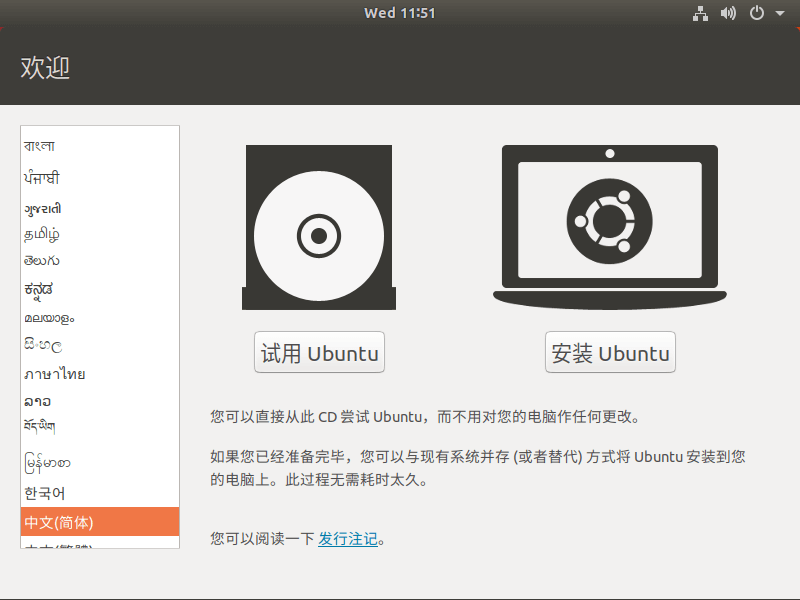 Wed 11:51
欢迎
বাংলা
ਪੰਜਾਬੀ
ગુજરાતી
தமிழ்
తెలుగు
ಕನ್ನಡ
മലയാളം
සිංහල
ภาษาไทย
ລາວ
བོད་ཡིག
မြန်မာစာ
한국어
中文(简体)
中文(繁體)
试用 Ubuntu
安装 Ubuntu
您可以直接从此 CD 尝试 Ubuntu，而不用对您的电脑作任何更改。
如果您已经准备完毕，您可以与现有系统并存 (或者替代) 方式将 Ubuntu 安装到您
的电脑上。此过程无需耗时太久。
您可以阅读一下 发行注记。